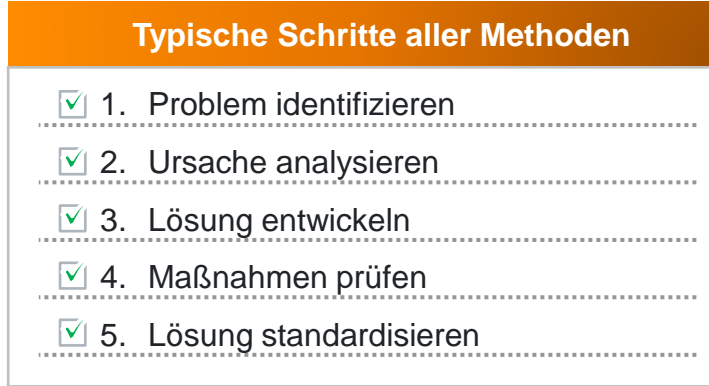 Typische Schritte aller Methoden
1. Problem identifizieren
2. Ursache analysieren
3. Lösung entwickeln
4. Maßnahmen prüfen
5. Lösung standardisieren